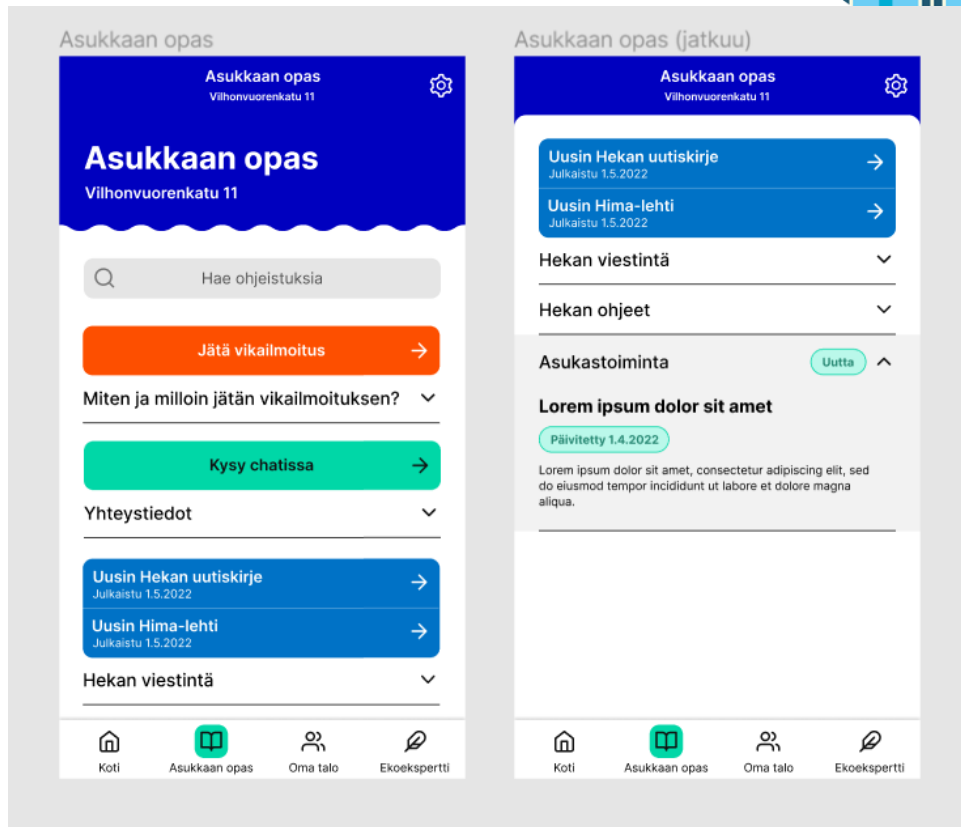 Asukkaan opas
Asukkaan opas
Vilhonvuorenkatu 11
Asukkaan opas
Vilhonvuorenkatu 11
Hae ohjeistuksia
Jätä vikailmoitus
Miten ja milloin jätän vikailmoituksen?
Kysy chatissa
Yhteystiedot
Uusin Hekan uutiskirje
Julkaistu 1.5.2022
Uusin Hima-lehti
Julkaistu 1.5.2022
Hekan viestintä
Koti
Asukkaan opas
Oma talo
Ekoekspertti
Asukkaan opas (jatkuu)
Asukkaan opas
Vilhonvuorenkatu 11
Uusin Hekan uutiskirje
Julkaistu 1.5.2022
Uusin Hima-lehti
Julkaistu 1.5.2022
Hekan viestintä
Hekan ohjeet
Asukastoiminta
Uutta
Lorem ipsum dolor sit amet
Päivitetty 1.4.2022
Lorem ipsum dolor sit amet, consectetur adipiscing elit, sed
do eiusmod tempor incididunt ut labore et dolore magna
aliqua.
Koti
Asukkaan opas
Oma talo
Ekoekspertti